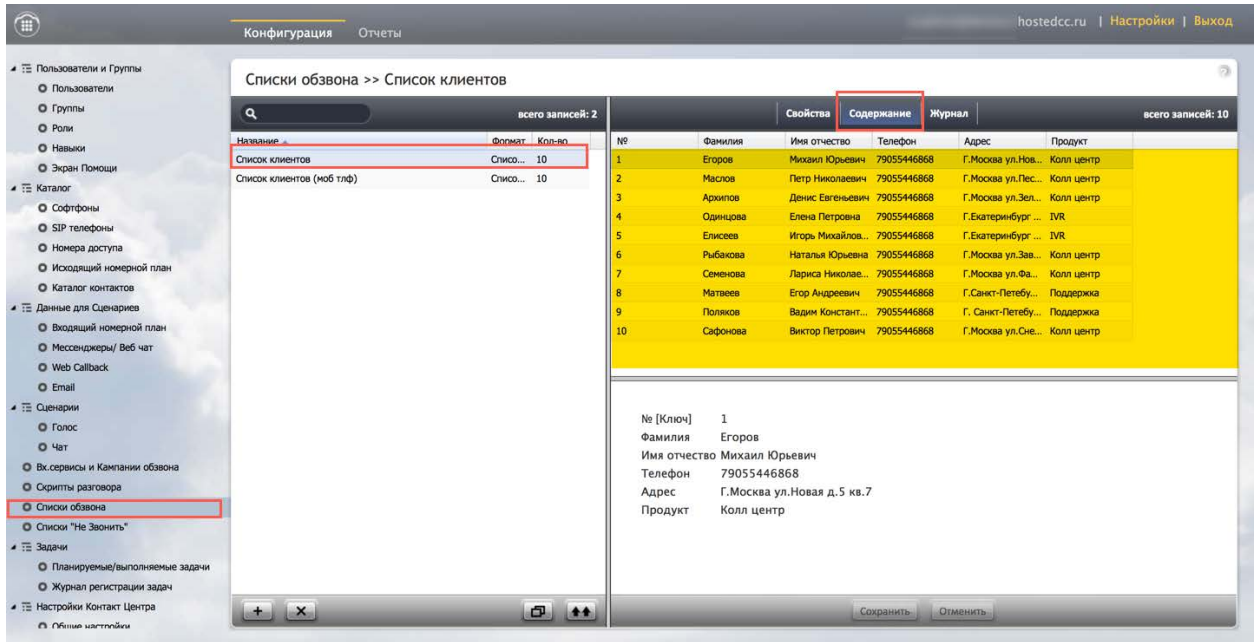 hostedcc.ru | Настройки | Выход
Конфигурация Отчеты
Пользователи и Группы
Пользователи
Группы
Роли
Навыки
Экран Помощи
Каталог
Софтфоны
SIP телефоны
Номера доступа
Исходящий номерной план
Каталог контактов
Данные для Сценариев
Входящий номерной план
Мессенджеры/ Веб чат
Web Callback
Email
Сценарии
Голос
Чат
Вх.сервисы и Кампании обзвона
Скрипты разговора
Списки обзвона
Списки "Не Звонить"
Задачи
Планируемые/выполняемые задачи
Журнал регистрации задач
Настройки Контакт Центра
Общие настройки
Списки обзвона >> Список клиентов
всего записей: 2
Название Формат Кол-во
Список клиентов Списо... 10
Список клиентов (моб тлф) Списо... 10
Свойства Содержание Журнал всего записей: 10
№ Фамилия Имя отчество Телефон Адрес Продукт
1 Егоров Михаил Юрьевич 79055446868 Г.Москва ул.Нов... Колл центр
2 Маслов Петр Николаевич 79055446868 Г.Москва ул.Пес... Колл центр
3 Архипов Денис Евгеньевич 79055446868 Г.Москва ул.Зел... Колл центр
4 Одинцова Елена Петровна 79055446868 Г.Екатеринбург ... IVR
5 Елисеев Игорь Михайлов... 79055446868 Г.Екатеринбург ... IVR
6 Рыбакова Наталья Юрьевна 79055446868 Г.Москва ул.Зав... Колл центр
7 Семенова Лариса Николае... 79055446868 Г.Москва ул.Фа... Колл центр
8 Матвеев Егор Андреевич 79055446868 Г.Санкт-Петебу... Поддержка
9 Поляков Вадим Констант... 79055446868 Г. Санкт-Петебу... Поддержка
10 Сафонова Виктор Петрович 79055446868 Г.Москва ул.Сне... Колл центр
№ [Ключ] 1
Фамилия Егоров
Имя отчество Михаил Юрьевич
Телефон 79055446868
Адрес Г.Москва ул.Новая д.5 кв.7
Продукт Колл центр
Сохранить Отменить